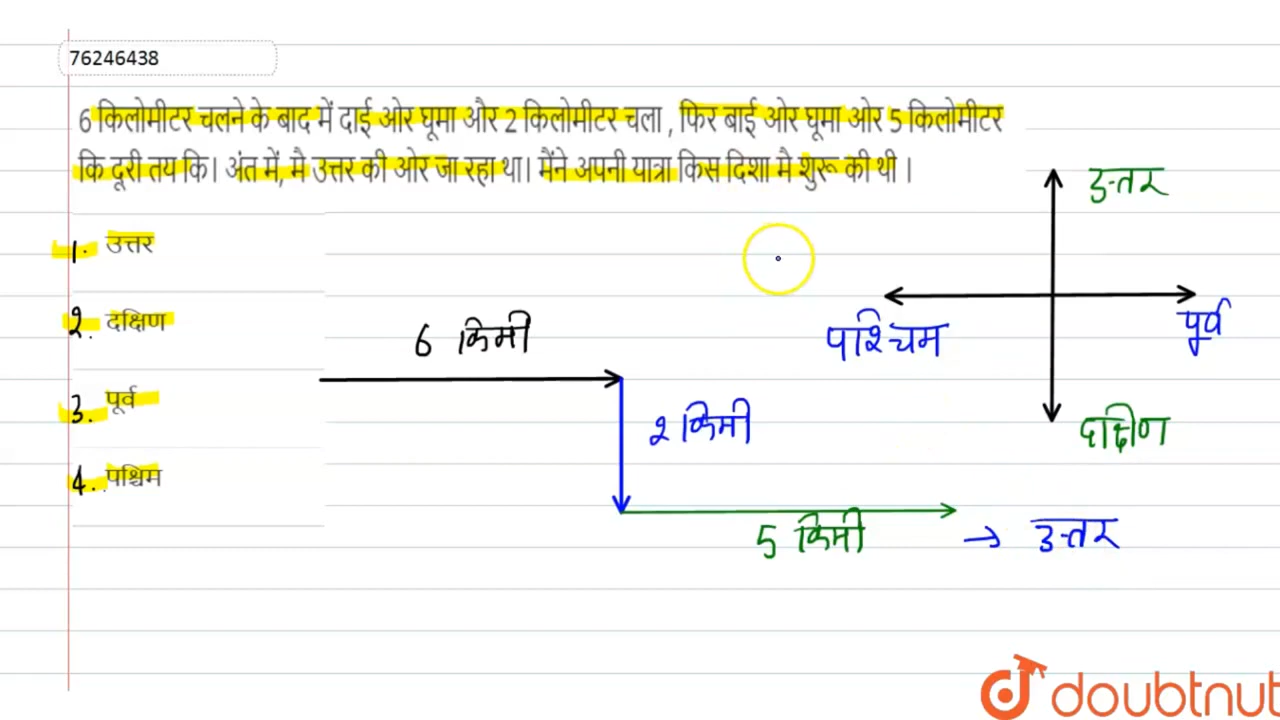 76246438
6 किलोमीटर चलने के बाद में दाई ओर घूमा और 2 किलोमीटर चला , फिर बाई ओर घूमा ओर 5 किलोमीटर
कि दूरी तय कि। अंत में, मै उत्तर की ओर जा रहा था। मैंने अपनी यात्रा किस दिशा मै शुरू की थी ।
उत्तर
1. उत्तर
2. दक्षिण
6 किमी
पश्चिम
पूर्व
3. पूर्व
2 किमी
दक्षिण
4. पश्चिम
5 किमी → उत्तर
doubtnut